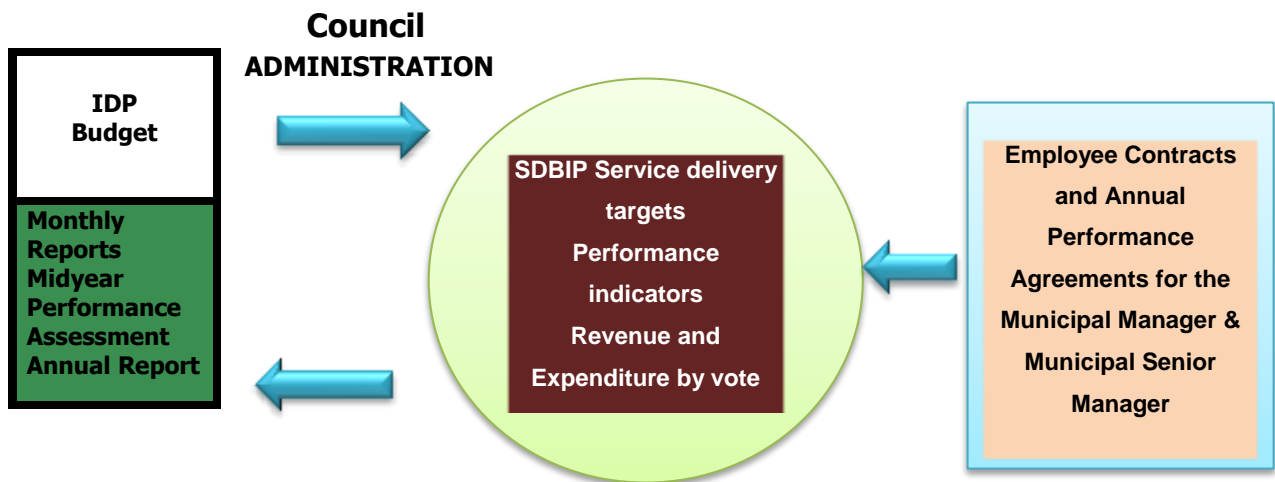 Council
ADMINISTRATION
IDP
Budget
Monthly
Reports
Midyear
Performance
Assessment
Annual Report
SDBIP Service delivery
targets
Performance
indicators
Revenue and
Expenditure by vote
Employee Contracts
and Annual
Performance
Agreements for the
Municipal Manager &
Municipal Senior
Manager